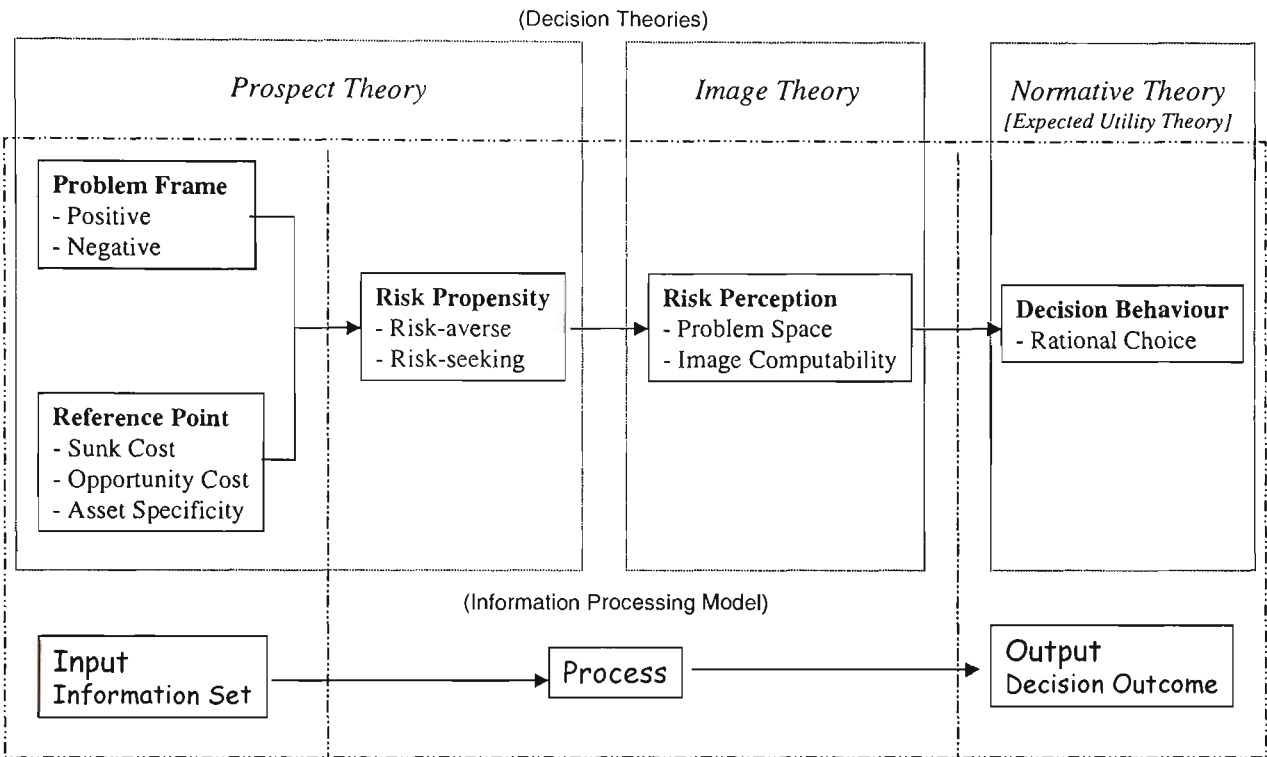 (Decision Theories)
Prospect Theory
Image Theory
Normative Theory
[Expected Utility Theory]
Problem Frame
- Positive
- Negative
Reference Point
- Sunk Cost
- Opportunity Cost
- Asset Specificity
Risk Propensity
- Risk-averse
- Risk-seeking
Risk Perception
- Problem Space
- Image Computability
Decision Behaviour
- Rational Choice
(Information Processing Model)
Input
Information Set
Process
Output
Decision Outcome